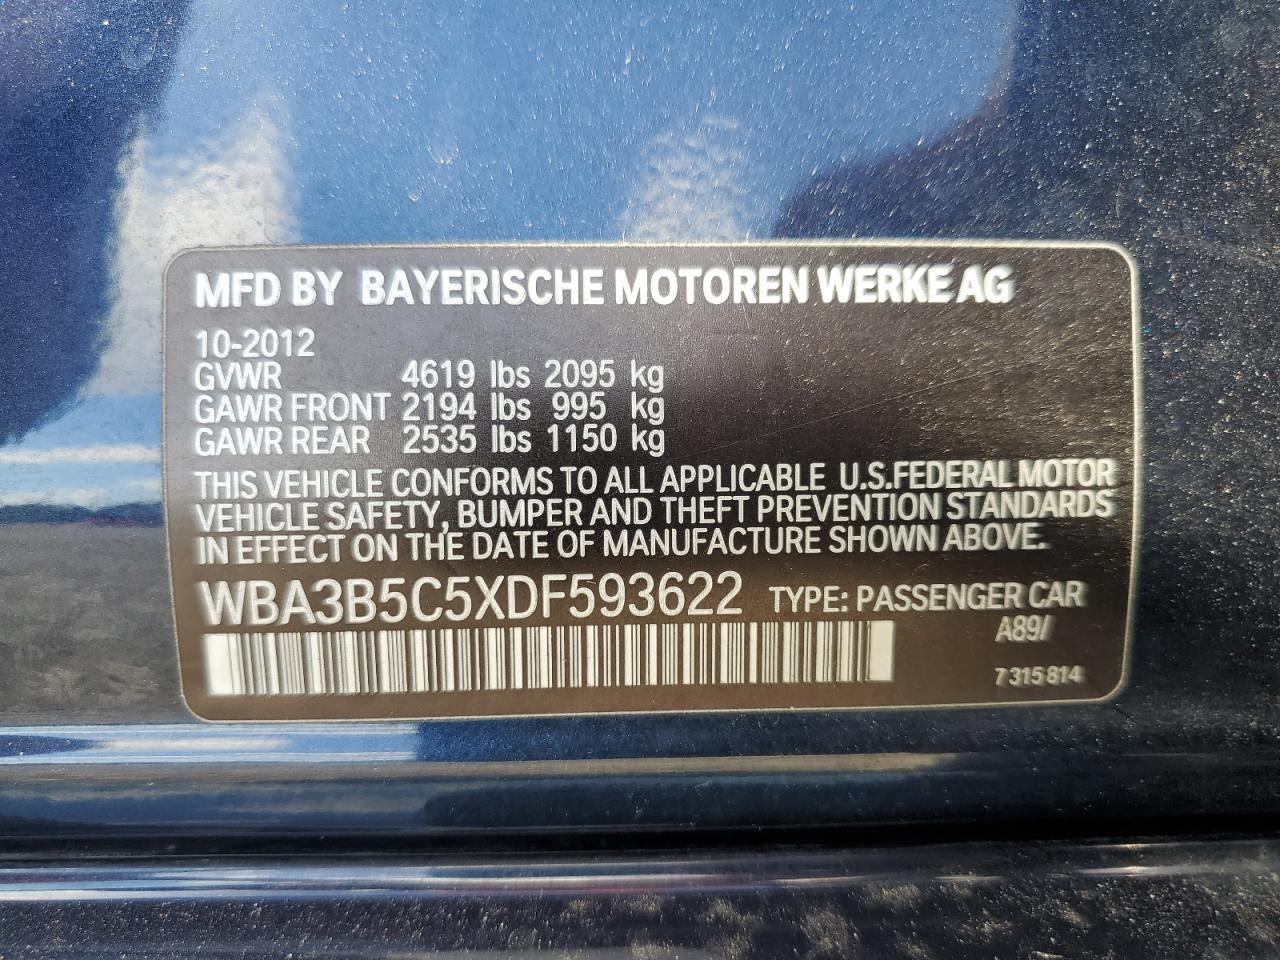 MFD BY BAYERISCHE MOTOREN WERKE AG
10-2012
GVWR 4619 lbs 2095 kg
GAWR FRONT 2194 lbs 995 kg
GAWR REAR 2535 lbs 1150 kg
THIS VEHICLE CONFORMS TO ALL APPLICABLE U.S.FEDERAL MOTOR
VEHICLE SAFETY, BUMPER AND THEFT PREVENTION STANDARDS
IN EFFECT ON THE DATE OF MANUFACTURE SHOWN ABOVE.
WBA3B5C5XDF593622 TYPE: PASSENGER CAR
A89/
7 315 814